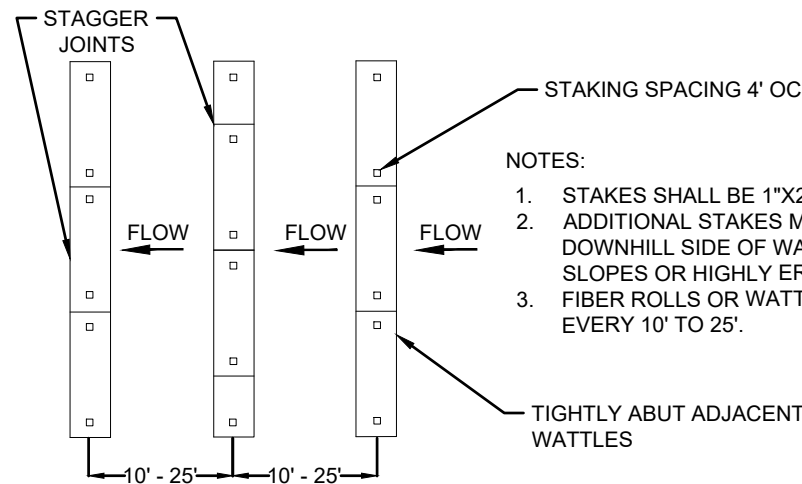 STAGGER
JOINTS
STAKING SPACING 4' OC
NOTES:
1. STAKES SHALL BE 1"X2
2. ADDITIONAL STAKES M
DOWNHILL SIDE OF WA
SLOPES OR HIGHLY ER
3. FIBER ROLLS OR WATT
EVERY 10' TO 25'.
FLOW
FLOW
FLOW
TIGHTLY ABUT ADJACENT
WATTLES
10' - 25'
10' - 25'